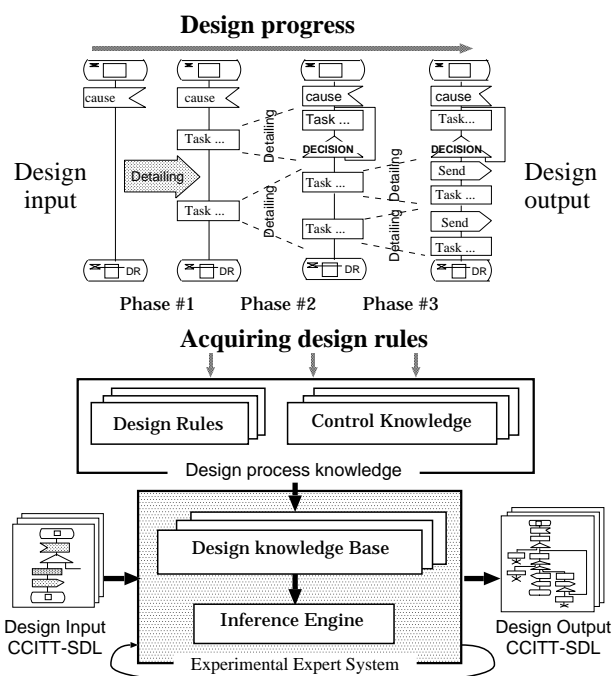 Design progress
cause
cause
cause
cause
Task ...
Task...
Task ...
DECISION
DECISION
Design
input
Detailing
Detailing
Detailing
Send
Design
output
Task ...
Task ...
Task ...
Detailing
Detailing
Send
Task ...
Task ...
DR
DR
DR
DR
Phase #1 Phase #2 Phase #3
Acquiring design rules
Design Rules
Control Knowledge
Design process knowledge
Design knowledge Base
Inference Engine
Design Input
CCITT-SDL
Design Output
CCITT-SDL
Experimental Expert System